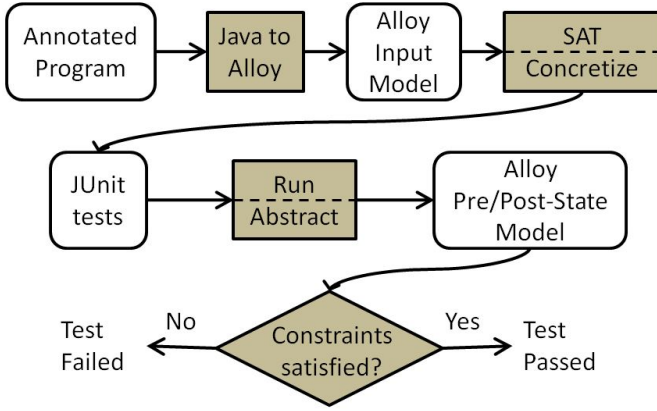 Annotated
Program
Java to
Alloy
Alloy
Input
Model
SAT
Concretize
JUnit
tests
Run
Abstract
Alloy
Pre/Post-State
Model
Constraints
satisfied?
No
Test
Failed
Yes
Test
Passed